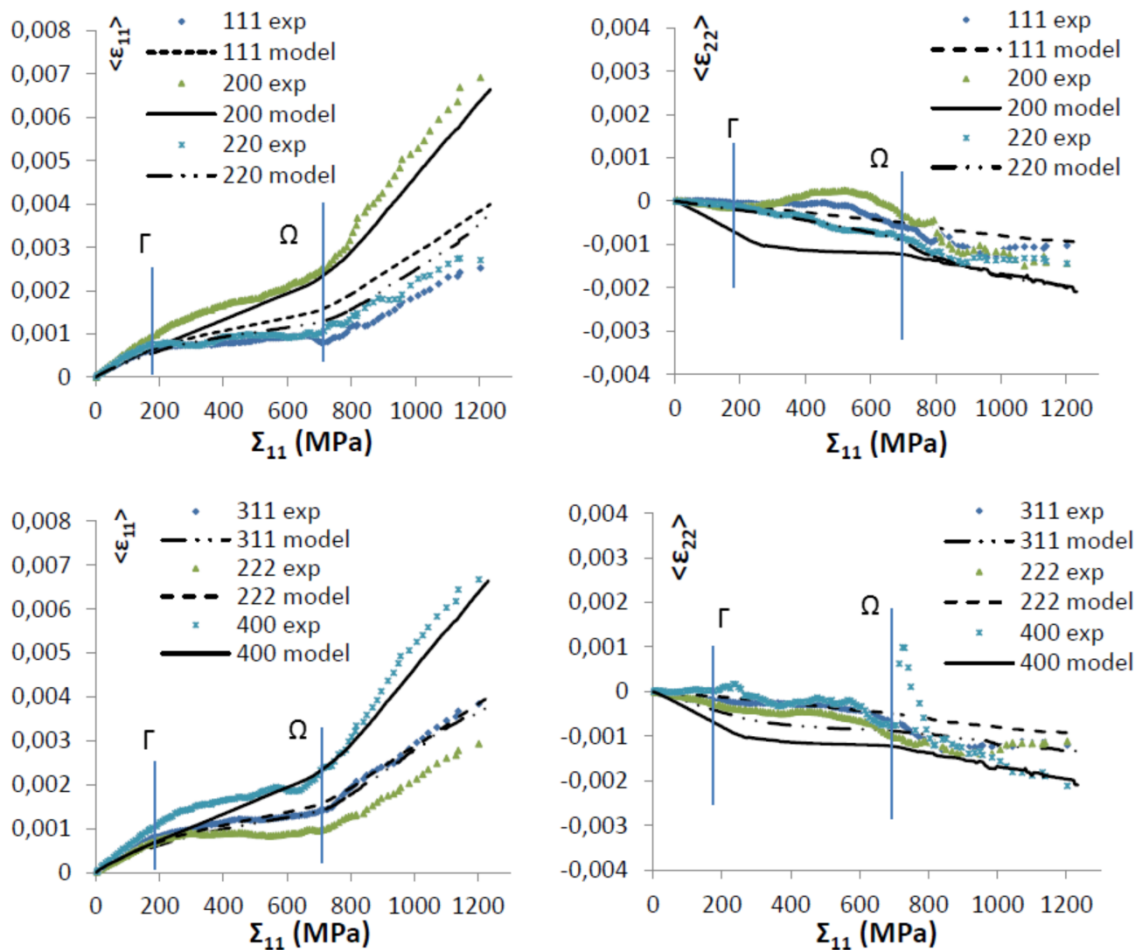 0,008
0,007
0,006
0,005
0,004
0,003
0,002
0,001
0
<ε11>
111 exp
111 model
200 exp
200 model
220 exp
220 model
Γ
Ω
0 200 400 600 800 1000 1200
Σ11 (MPa)
0,004
0,003
0,002
0,001
0
-0,001
-0,002
-0,003
-0,004
<ε22>
111 exp
111 model
200 exp
200 model
220 exp
220 model
Γ
Ω
0 200 400 600 800 1000 1200
Σ11 (MPa)
0,008
0,007
0,006
0,005
0,004
0,003
0,002
0,001
0
<ε11>
311 exp
311 model
222 exp
222 model
400 exp
400 model
Γ
Ω
0 200 400 600 800 1000 1200
Σ11 (MPa)
0,004
0,003
0,002
0,001
0
-0,001
-0,002
-0,003
-0,004
<ε22>
311 exp
311 model
222 exp
222 model
400 exp
400 model
Γ
Ω
0 200 400 600 800 1000 1200
Σ11 (MPa)